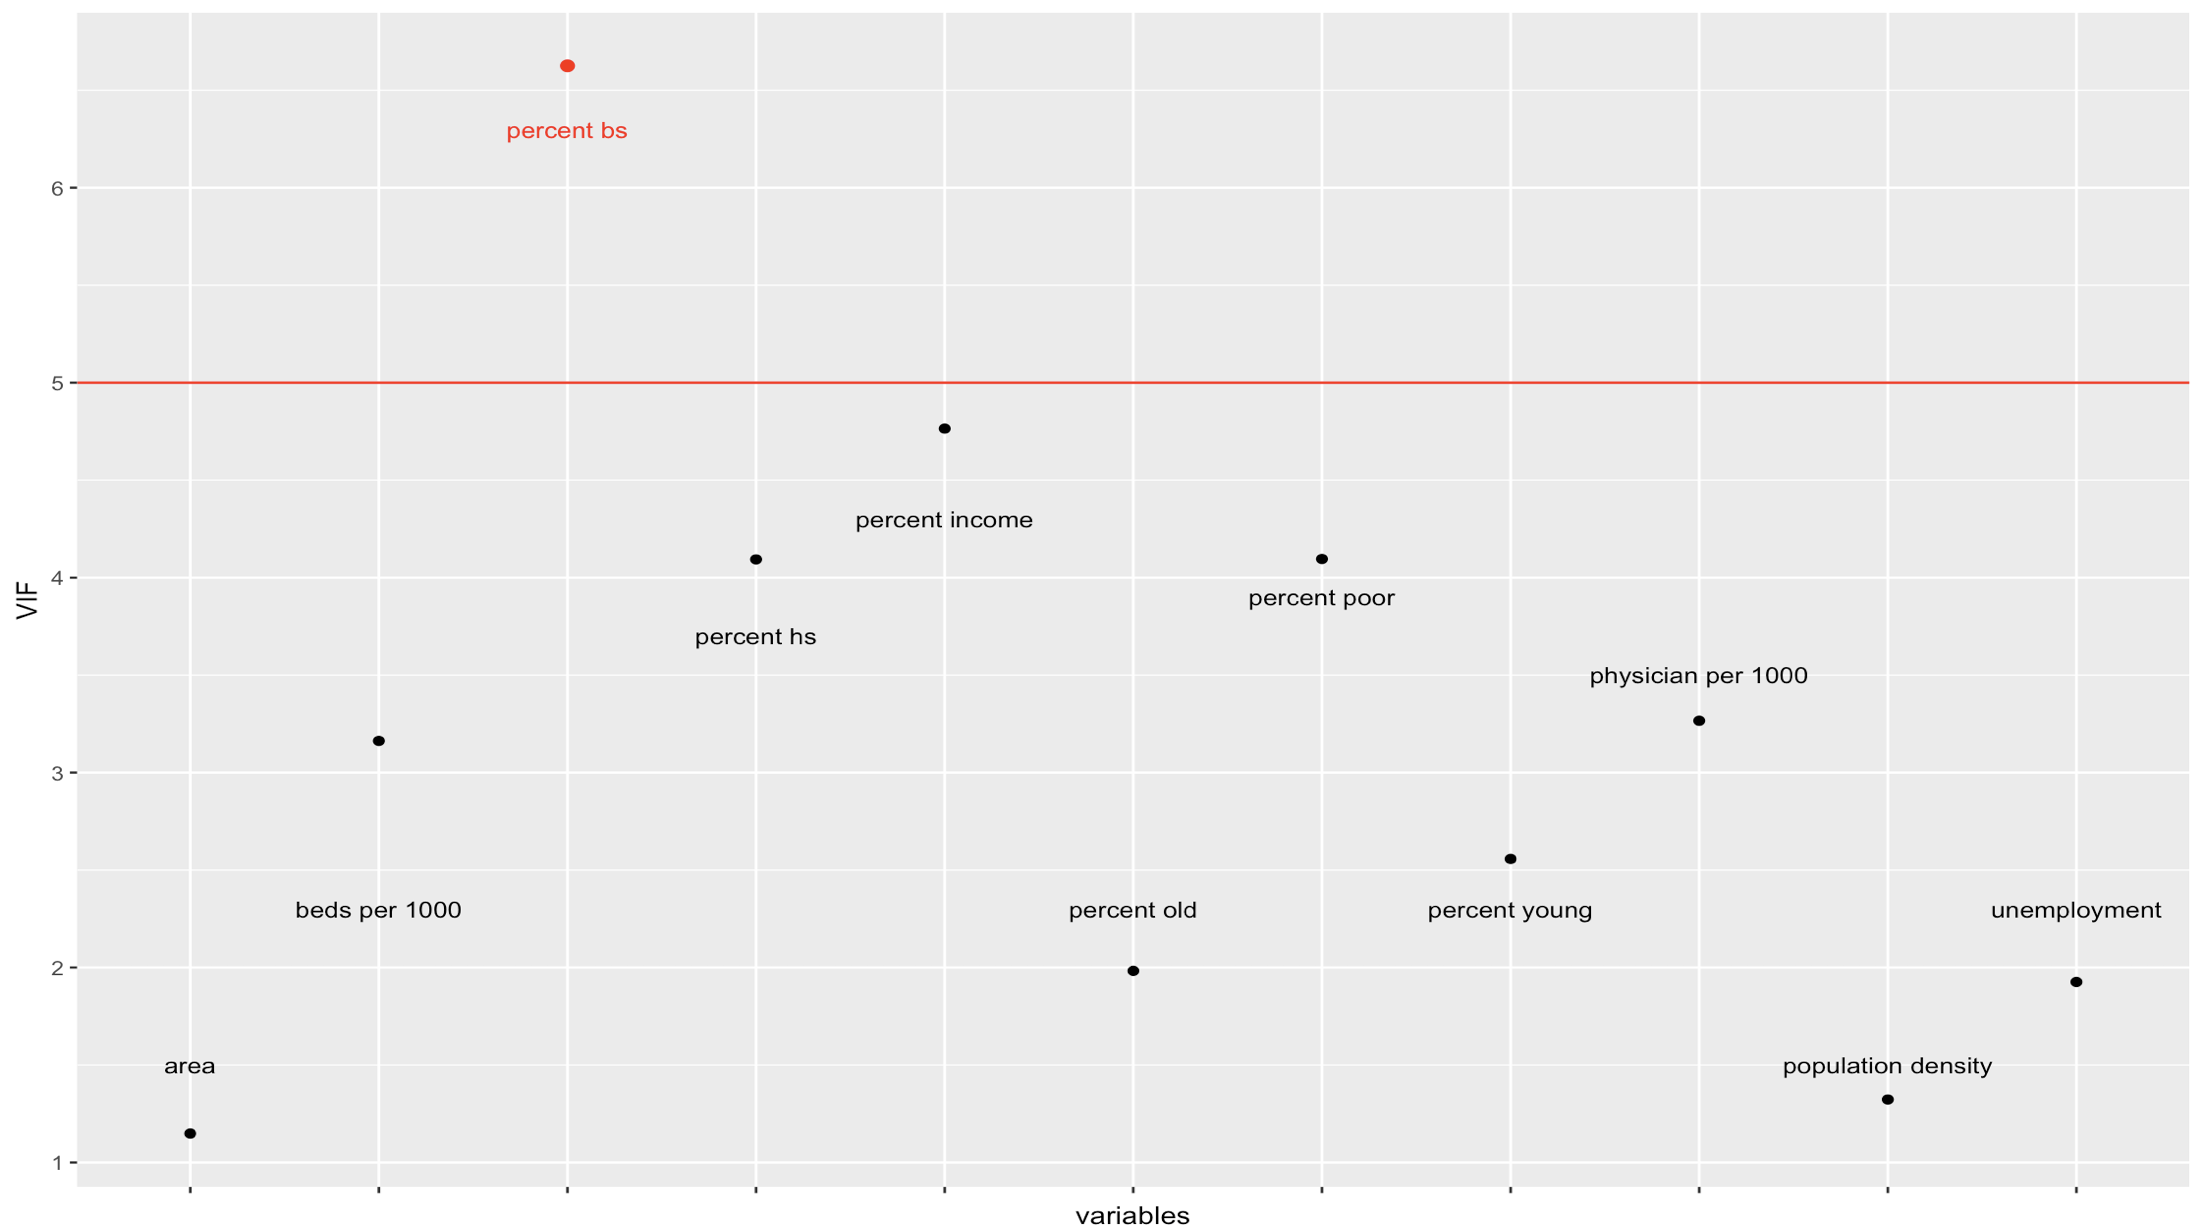 percent bs
6
5
percent income
4
VIF
percent poor
percent hs
physician per 1000
3
beds per 1000
percent old
percent young
unemployment
2
area
population density
1
variables